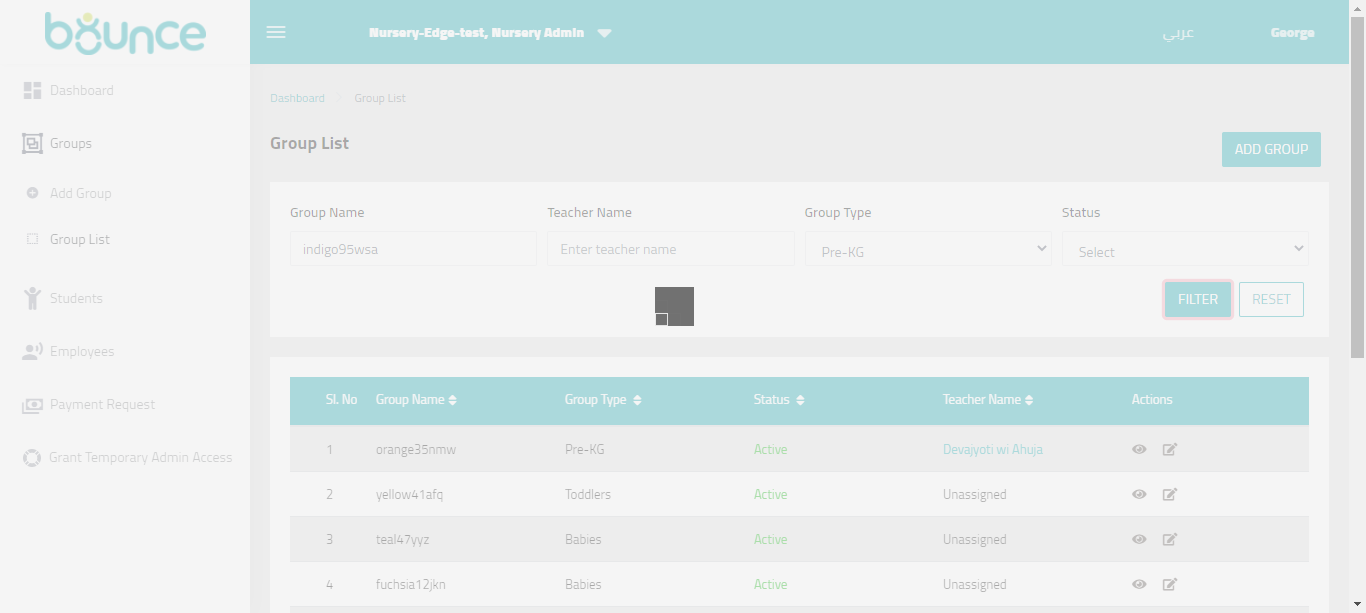 bounce
Nursery-Edge-test, Nursery Admin
عربي
George
Dashboard
Groups
Add Group
Group List
Students
Employees
Payment Request
Grant Temporary Admin Access
Dashboard Group List
Group List
ADD GROUP
Group Name Teacher Name Group Type Status
indigo95wsa Enter teacher name Pre-KG Select
FILTER RESET
Sl. No Group Name Group Type Status Teacher Name Actions
1 orange35nmw Pre-KG Active Devajyoti wi Ahuja
2 yellow41afq Toddlers Active Unassigned
3 teal47yyz Babies Active Unassigned
4 fuchsia12jkn Babies Active Unassigned